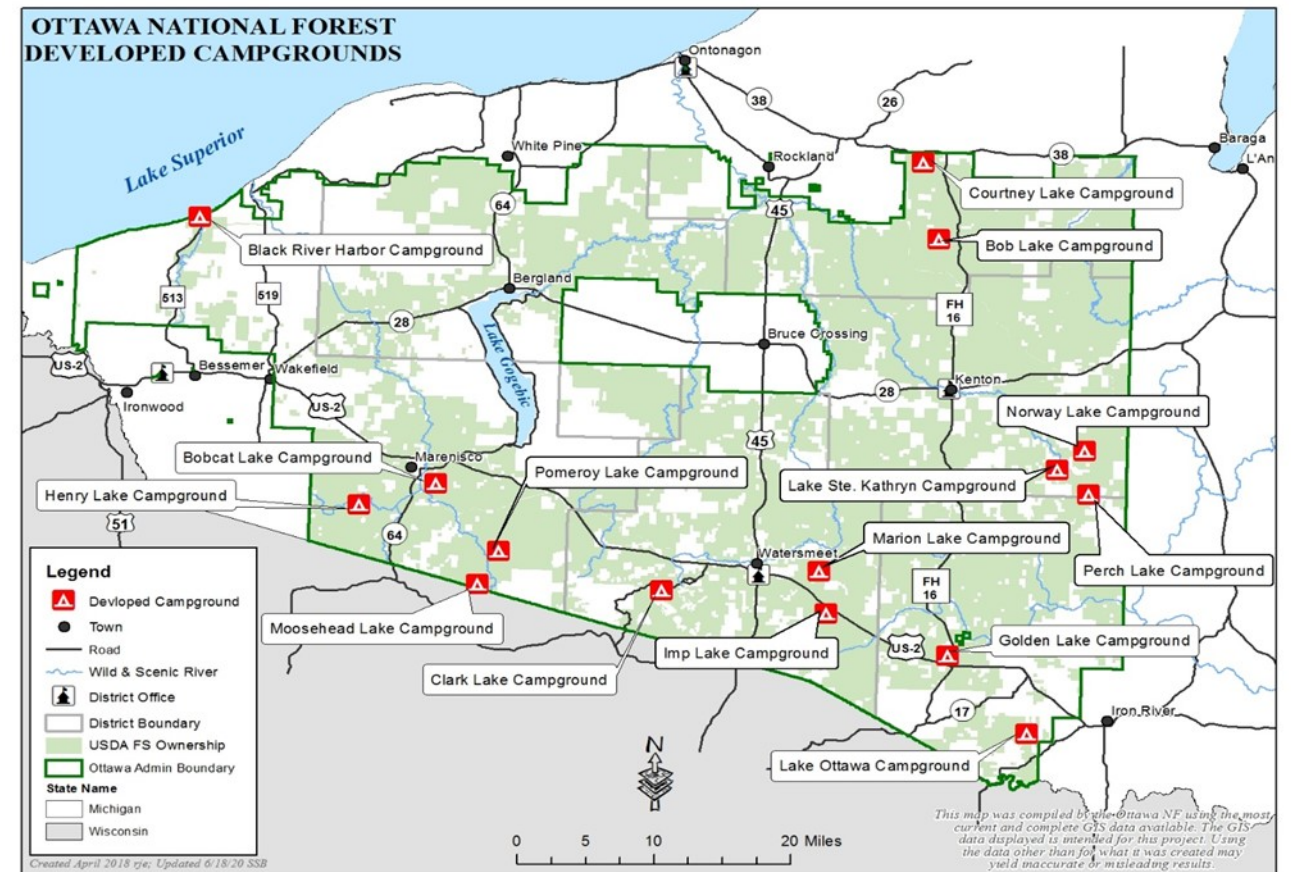 OTTAWA NATIONAL FOREST
DEVELOPED CAMPGROUNDS
Ontonagon
38
26
Lake Superior
White Pine
Rockland
38
Baraga
L'An
Courtney Lake Campground
64
45
Black River Harbor Campground
Bob Lake Campground
513
519
Bergland
FH
16
28
Lake Gogebic
Bruce Crossing
US-2
Bessemer
Wakefield
Ironwood
28
Kenton
US-2
Norway Lake Campground
45
Bobcat Lake Campground
Marenisco
Pomeroy Lake Campground
Lake Ste. Kathryn Campground
Henry Lake Campground
51
64
Marion Lake Campground
Watersmeet
Perch Lake Campground
FH
16
Moosehead Lake Campground
Imp Lake Campground
US-2
Golden Lake Campground
Clark Lake Campground
17
Iron River
Lake Ottawa Campground
Legend
Devloped Campground
Town
Road
Wild & Scenic River
District Office
District Boundary
USDA FS Ownership
Ottawa Admin Boundary
State Name
Michigan
Wisconsin
N
0 5 10 20 Miles
This map was compiled by the Ottawa NF using the most
current and complete GIS data available. The GIS
data displayed is intended for this project. Using
the data other than for what it was created may
yield inaccurate or misleading results.
Created April 2018 rje; Updated 6/18/20 SSB